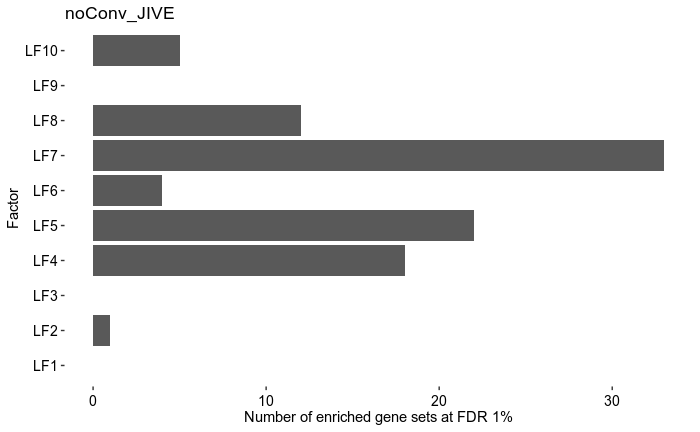 noConv_JIVE
LF10
LF9
LF8
LF7
LF6
LF5
LF4
LF3
LF2
LF1
Factor
0 10 20 30
Number of enriched gene sets at FDR 1%